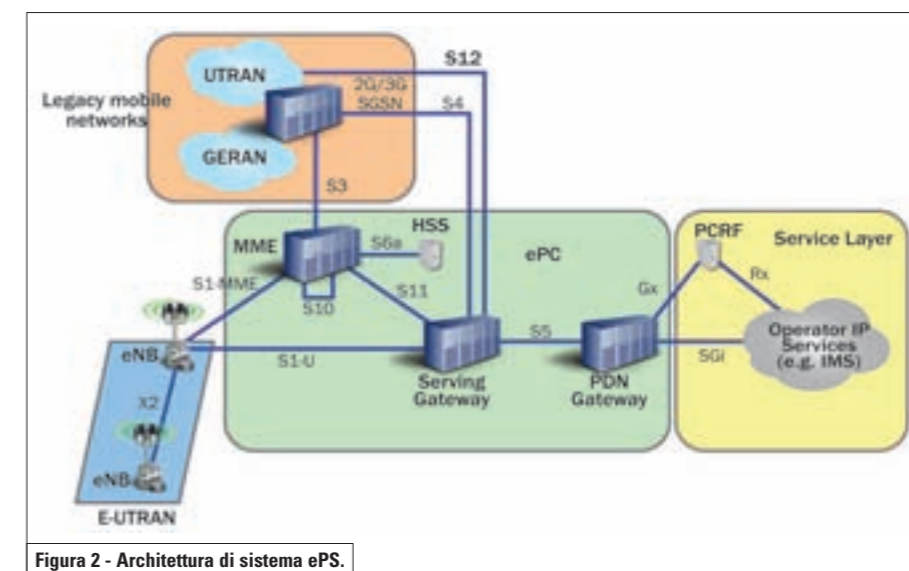 S12
UTRAN
2G/3G
SGSN
S4
Legacy mobile
networks
GERAN
S3
HSS
MME
S6a
ePC
PCRF
Service Layer
S1-MME
S10
S11
Gx
Rx
eNB
S1-U
S5
SGi
Operator IP
Services
(e.g. IMS)
Serving
Gateway
PDN
Gateway
X2
eNB
E-UTRAN
Figura 2 - Architettura di sistema ePS.